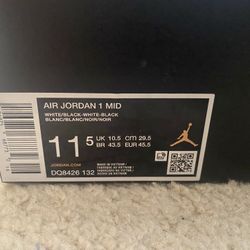 AIR JORDAN 1 MID
WHITE/BLACK-WHITE-BLACK
BLANC/BLANC/NOIR/NOIR
11.5
UK 10.5 CM 29.5
BR 43.5 EUR 45.5
JORDAN.COM
DQ8426 132